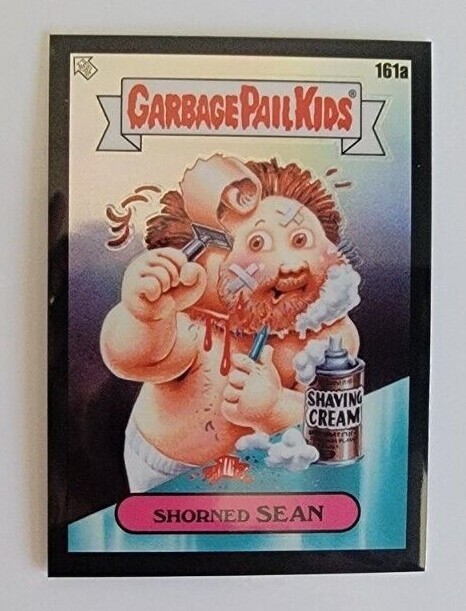 161a
GARBAGE PAIL KIDS®
SHAVING
CREAM
SHORNED SEAN